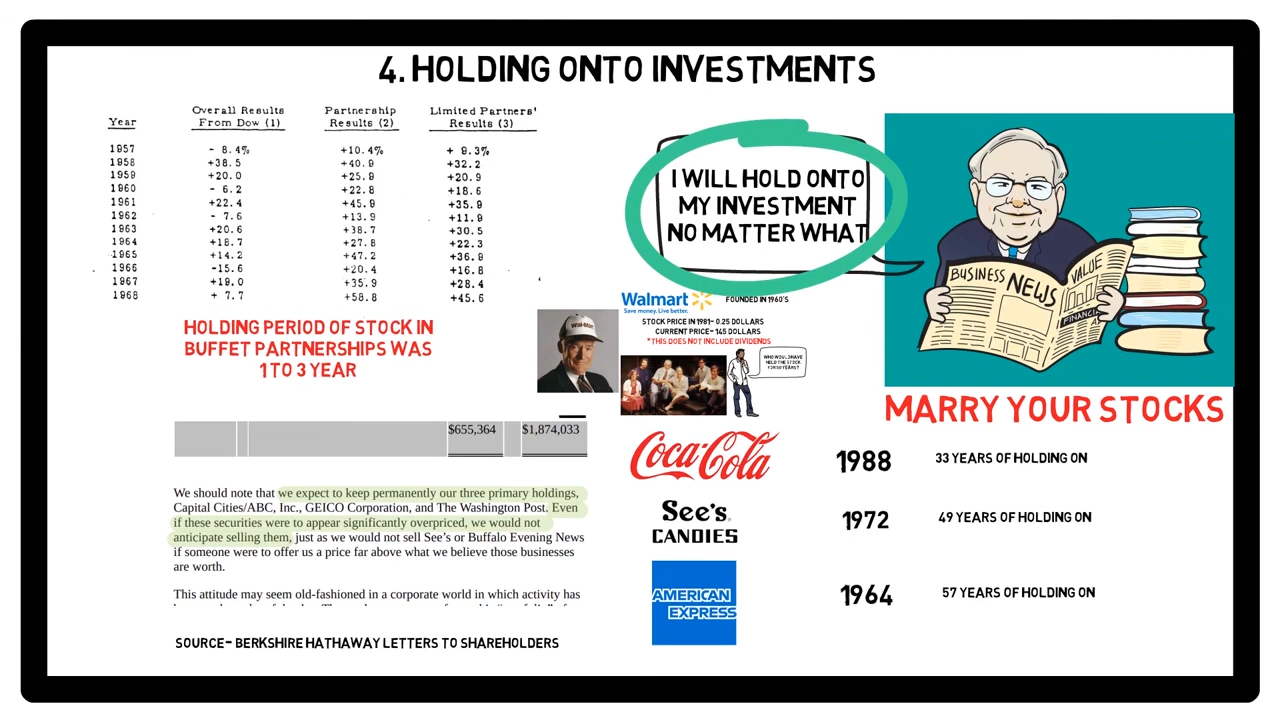 4. HOLDING ONTO INVESTMENTS
Overall Results Partnership Limited Partners'
Year From Dow (1) Results (2) Results (3)
1957 - 8.4% +10.4% + 9.3%
1958 +38.5 +40.9 +32.2
1959 +20.0 +25.9 +20.9
1960 - 6.2 +22.8 +18.6
1961 +22.4 +45.9 +35.9
1962 - 7.6 +13.9 +11.9
1963 +20.6 +38.7 +30.5
1964 +18.7 +27.8 +22.3
1965 +14.2 +47.2 +36.9
1966 -15.6 +20.4 +16.8
1967 +19.0 +35.9 +28.4
1968 + 7.7 +58.8 +45.6
HOLDING PERIOD OF STOCK IN
BUFFET PARTNERSHIPS WAS
1 TO 3 YEAR
$655,364 $1,874,033
We should note that we expect to keep permanently our three primary holdings,
Capital Cities/ABC, Inc., GEICO Corporation, and The Washington Post. Even
if these securities were to appear significantly overpriced, we would not
anticipate selling them, just as we would not sell See's or Buffalo Evening News
if someone were to offer us a price far above what we believe those businesses
are worth.
This attitude may seem old-fashioned in a corporate world in which activity has
SOURCE- BERKSHIRE HATHAWAY LETTERS TO SHAREHOLDERS
I WILL HOLD ONTO
MY INVESTMENT
NO MATTER WHAT
BUSINESS NEWS VALUE
FINANCIAL
Walmart
Save money. Live better.
FOUNDED IN 1960'S
STOCK PRICE IN 1981- 0.25 DOLLARS
CURRENT PRICE- 145 DOLLARS
*THIS DOES NOT INCLUDE DIVIDENDS
WAL-MART
WHO WOULD HAVE
HELD THE STOCK
FOR 50 YEARS?
MARRY YOUR STOCKS
Coca-Cola 1988 33 YEARS OF HOLDING ON
See's
CANDIES 1972 49 YEARS OF HOLDING ON
AMERICAN
EXPRESS 1964 57 YEARS OF HOLDING ON